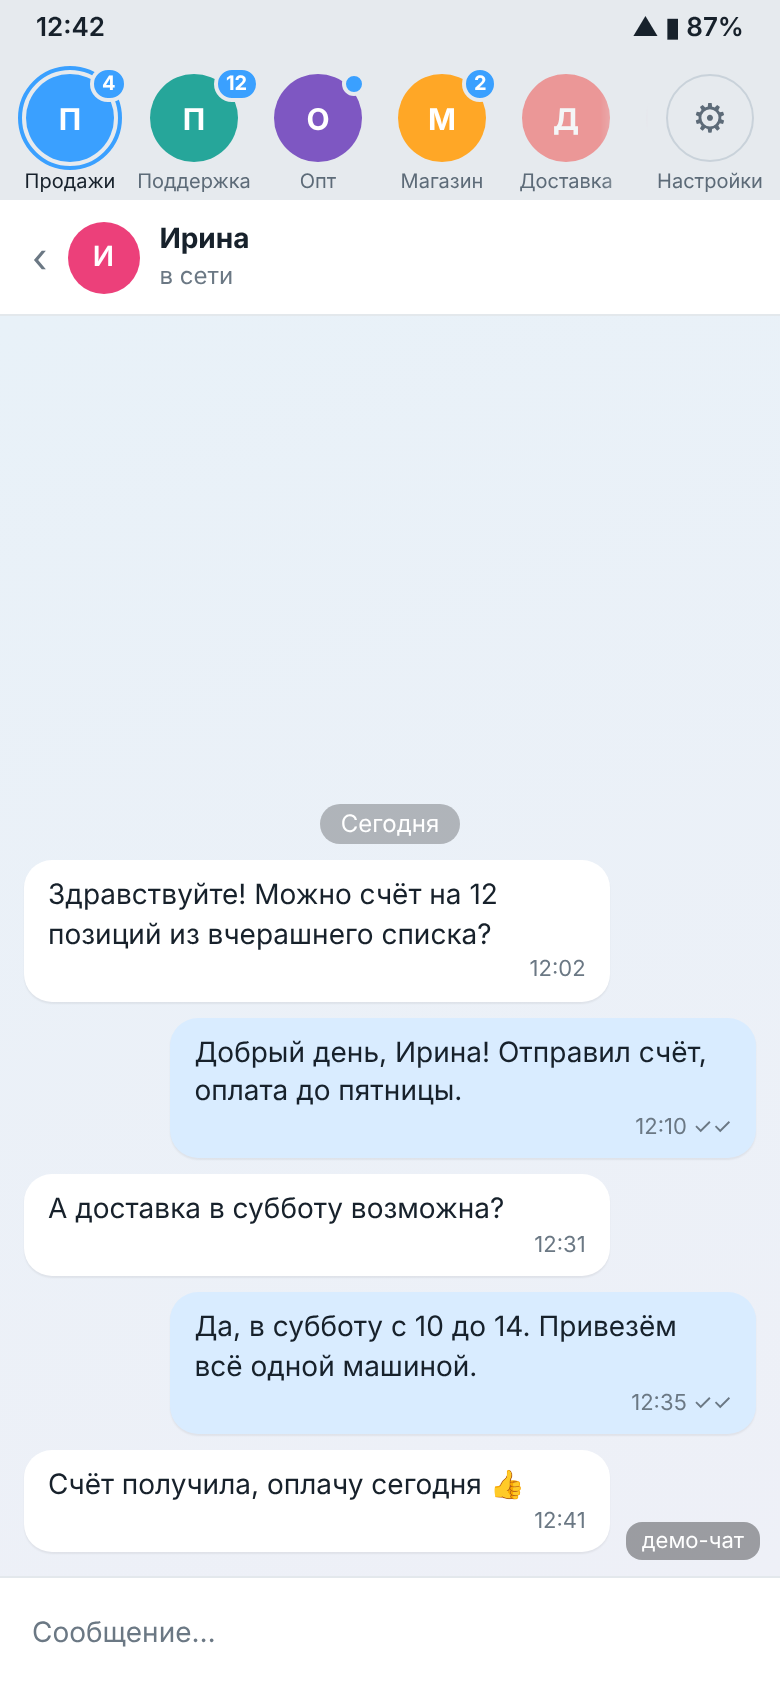 12:42
87%
П 4
П 12
О
М 2
Д
Продажи
Поддержка
Опт
Магазин
Доставка
Настройки
‹
И
Ирина
в сети
Сегодня
Здравствуйте! Можно счёт на 12
позиций из вчерашнего списка?
12:02
Добрый день, Ирина! Отправил счёт,
оплата до пятницы.
12:10 ✓✓
А доставка в субботу возможна?
12:31
Да, в субботу с 10 до 14. Привезём
всё одной машиной.
12:35 ✓✓
Счёт получила, оплачу сегодня 👍
12:41
демо-чат
Сообщение...